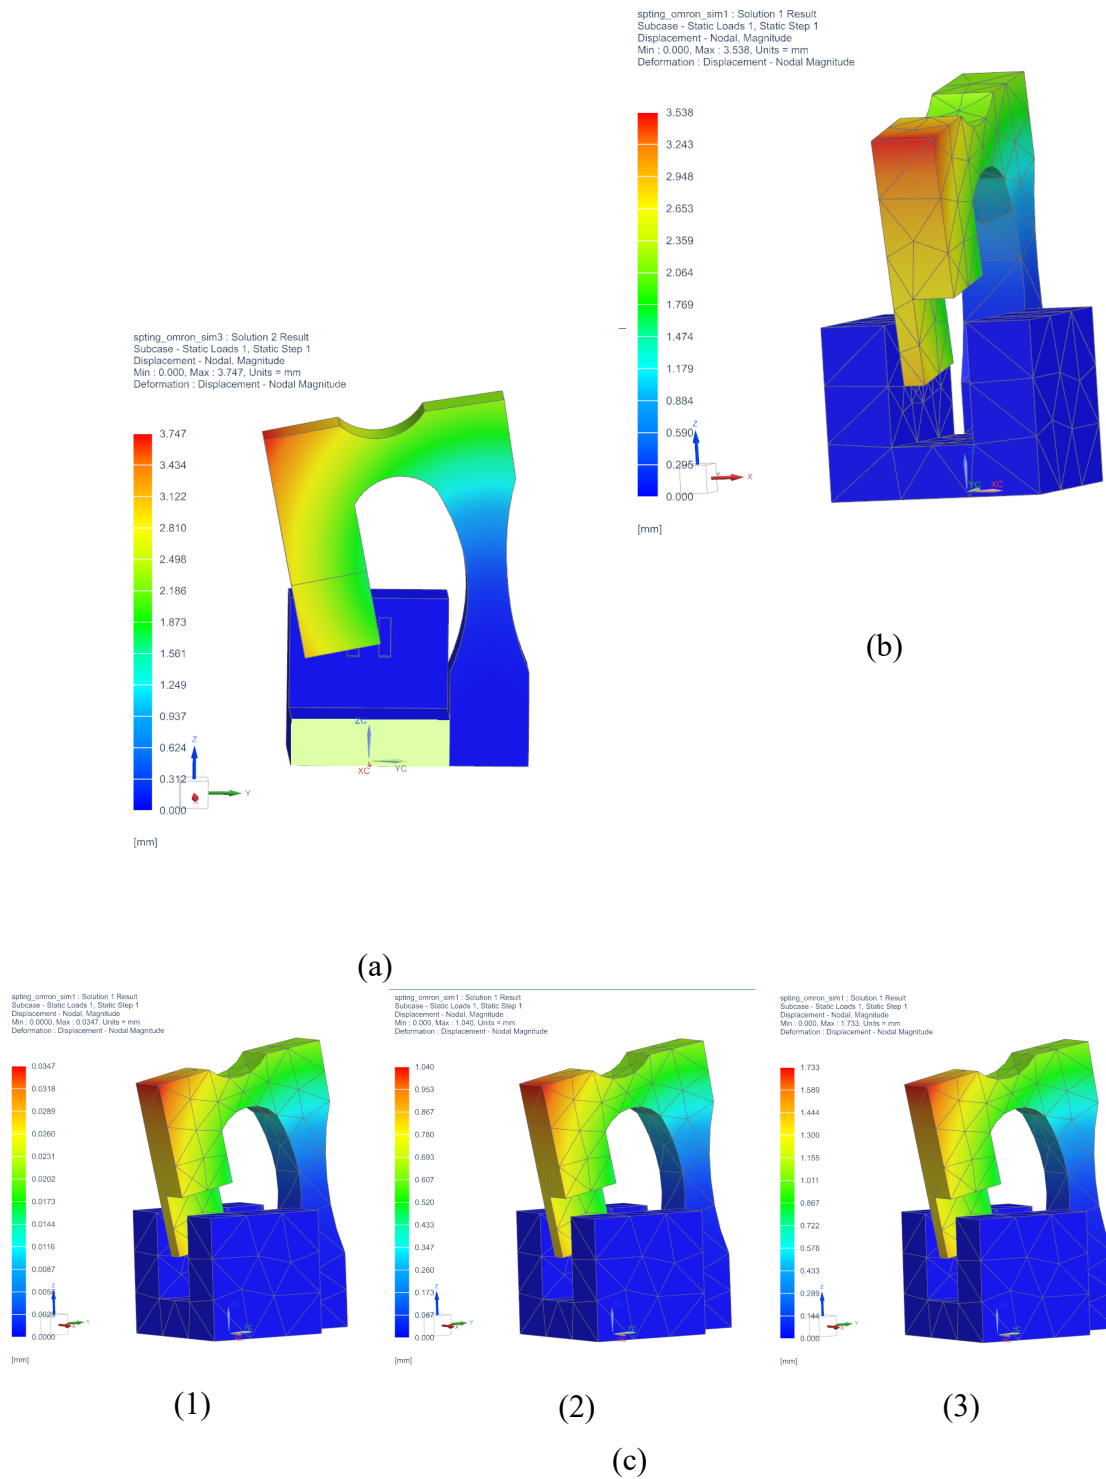 spting_omron_sim1 : Solution 1 Result
Subcase - Static Loads 1, Static Step 1
Displacement - Nodal, Magnitude
Min : 0.000, Max : 3.538, Units = mm
Deformation : Displacement - Nodal Magnitude
3.538
3.243
2.948
2.653
2.359
2.064
1.769
1.474
1.179
0.884
0.590
0.295
0.000
[mm]
Z
X
YC
XC
(b)
spting_omron_sim3 : Solution 2 Result
Subcase - Static Loads 1, Static Step 1
Displacement - Nodal, Magnitude
Min : 0.000, Max : 3.747, Units = mm
Deformation : Displacement - Nodal Magnitude
3.747
3.434
3.122
2.810
2.498
2.186
1.873
1.561
1.249
0.937
0.624
0.312
0.000
[mm]
Z
Y
ZC
XC
YC
(a)
spting_omron_sim1 : Solution 1 Result
Subcase - Static Loads 1, Static Step 1
Displacement - Nodal, Magnitude
Min : 0.0000, Max : 0.0347, Units = mm
Deformation : Displacement - Nodal Magnitude
0.0347
0.0318
0.0289
0.0260
0.0231
0.0202
0.0173
0.0144
0.0116
0.0087
0.0058
0.0029
0.0000
[mm]
Z
Y
(1)
spting_omron_sim1 : Solution 1 Result
Subcase - Static Loads 1, Static Step 1
Displacement - Nodal, Magnitude
Min : 0.000, Max : 1.040, Units = mm
Deformation : Displacement - Nodal Magnitude
1.040
0.953
0.867
0.780
0.693
0.607
0.520
0.433
0.347
0.260
0.173
0.087
0.000
[mm]
Z
Y
(2)
spting_omron_sim1 : Solution 1 Result
Subcase - Static Loads 1, Static Step 1
Displacement - Nodal, Magnitude
Min : 0.000, Max : 1.733, Units = mm
Deformation : Displacement - Nodal Magnitude
1.733
1.589
1.444
1.300
1.155
1.011
0.867
0.722
0.578
0.433
0.289
0.144
0.000
[mm]
Z
Y
(3)
(c)